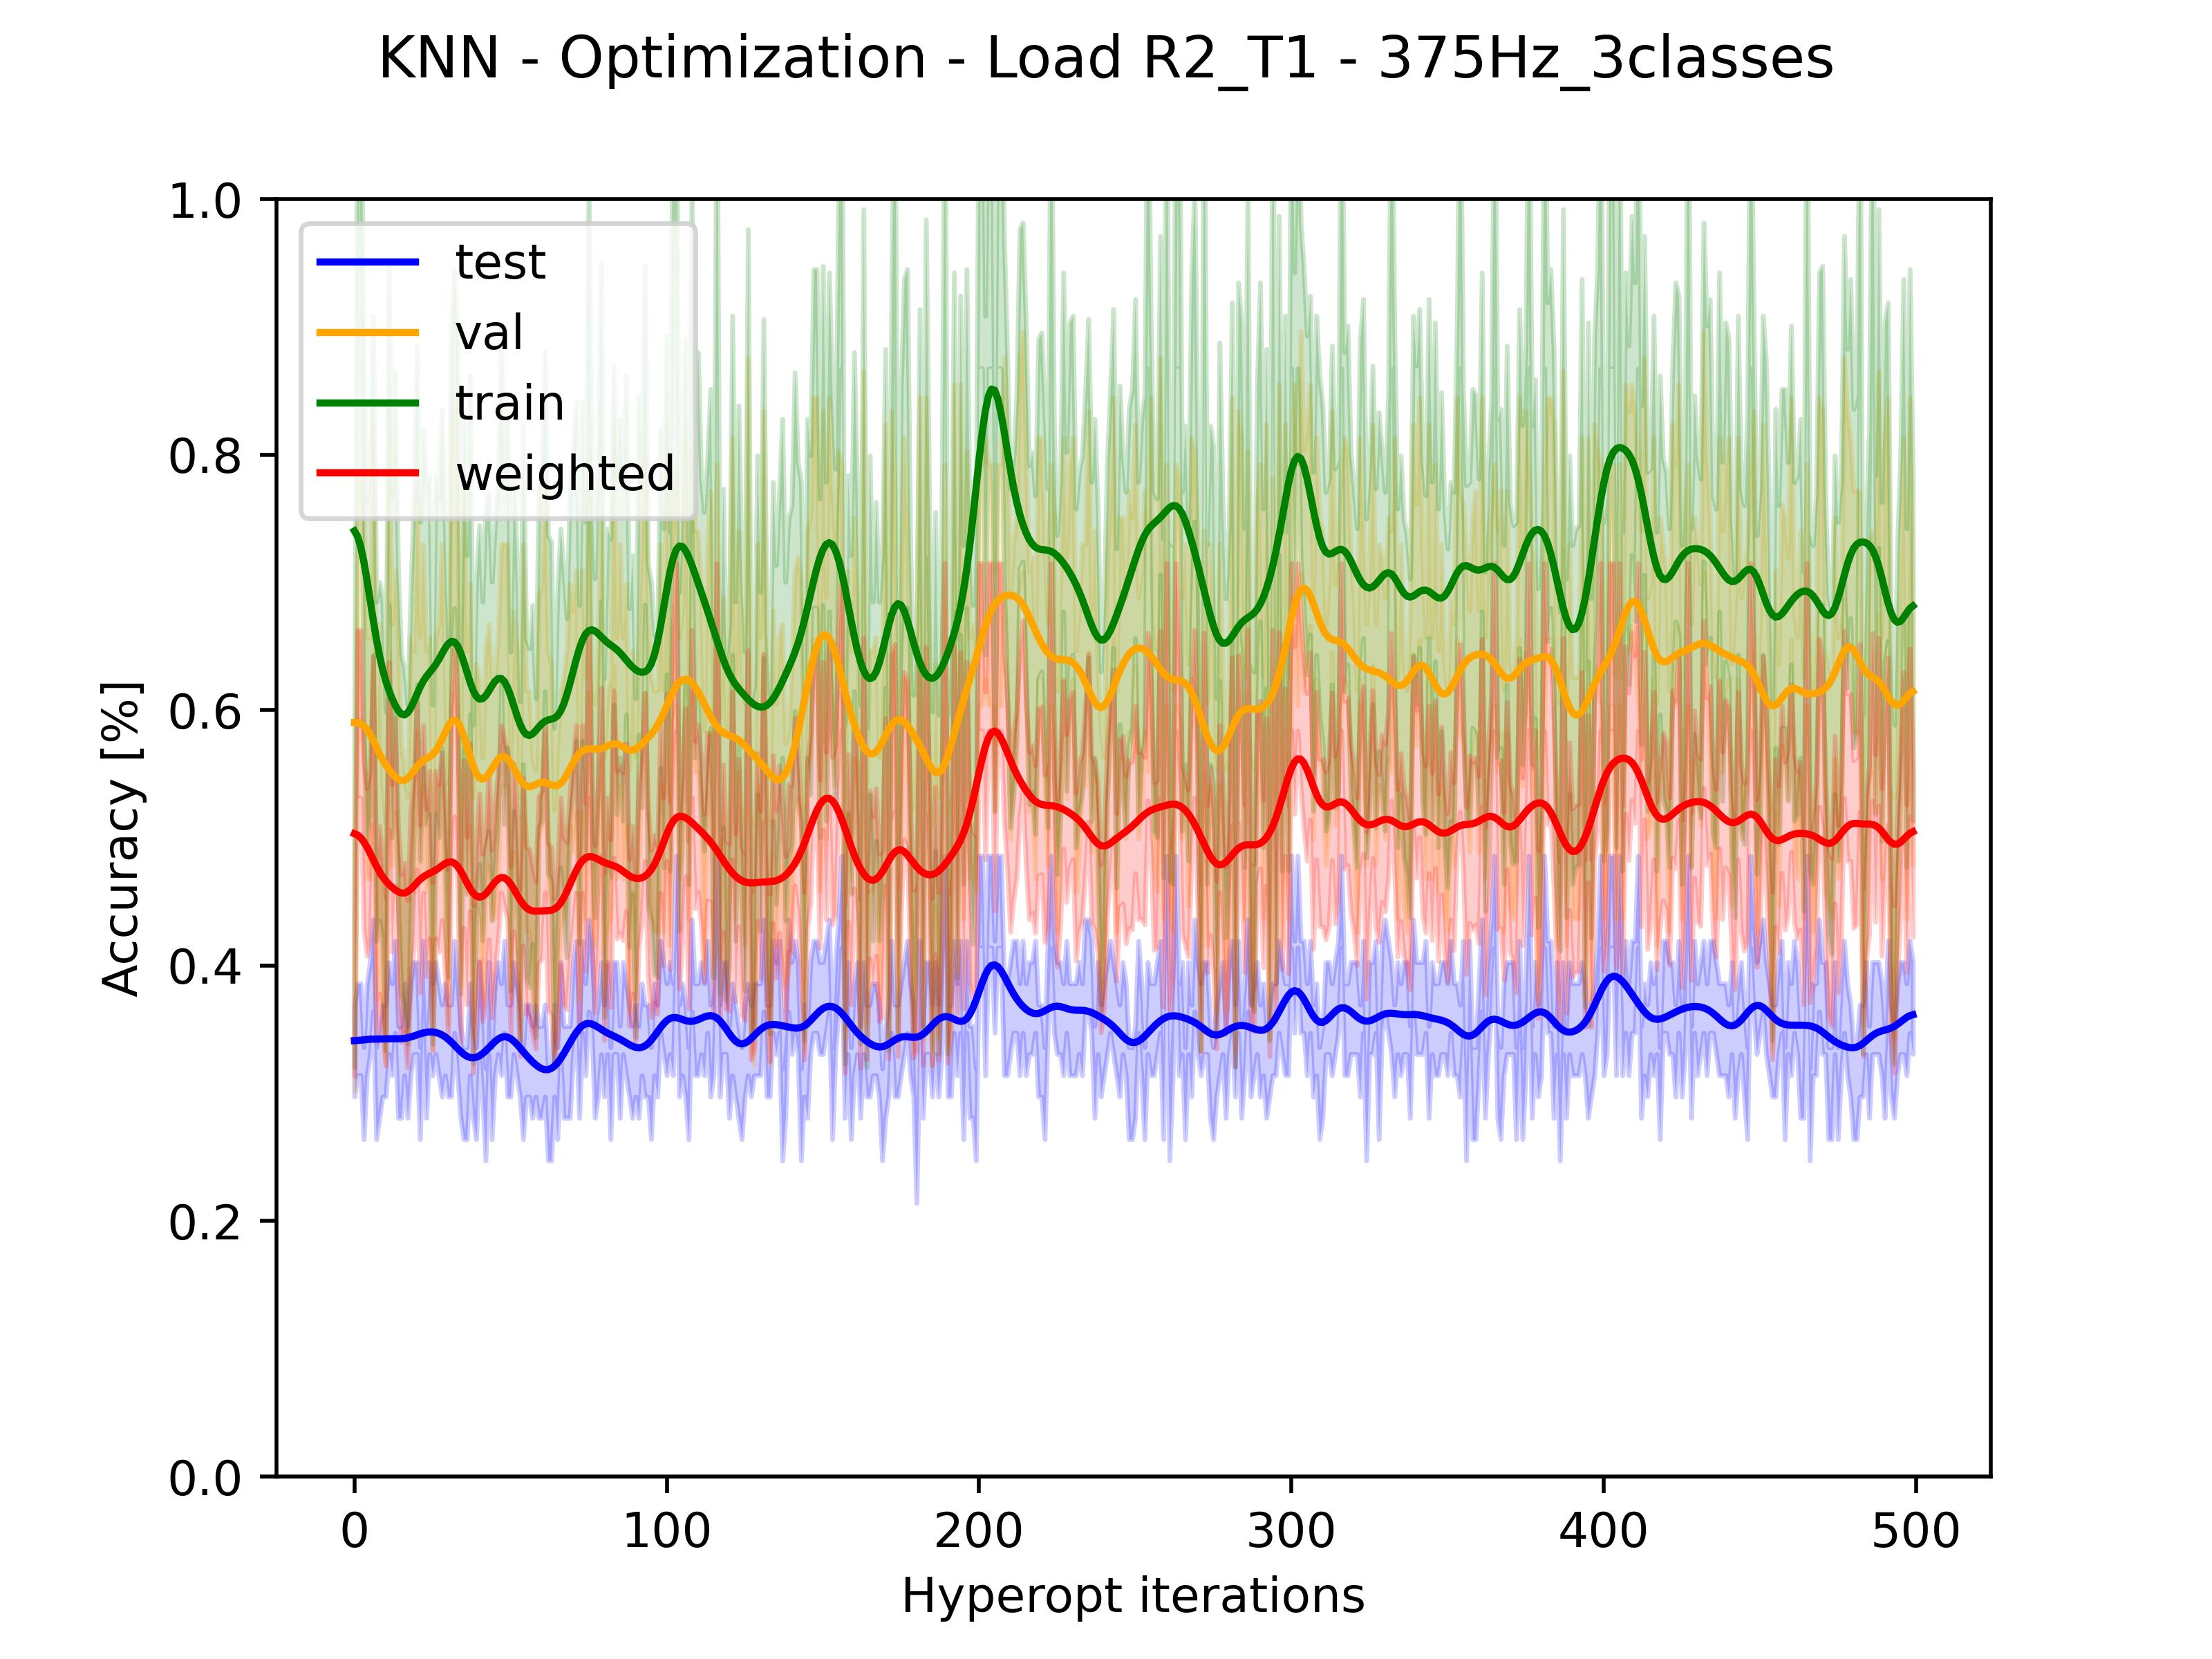 KNN - Optimization - Load R2_T1 - 375Hz_3classes
1.0
0.8
0.6
0.4
0.2
0.0
Accuracy [%]
test
val
train
weighted
0 100 200 300 400 500
Hyperopt iterations